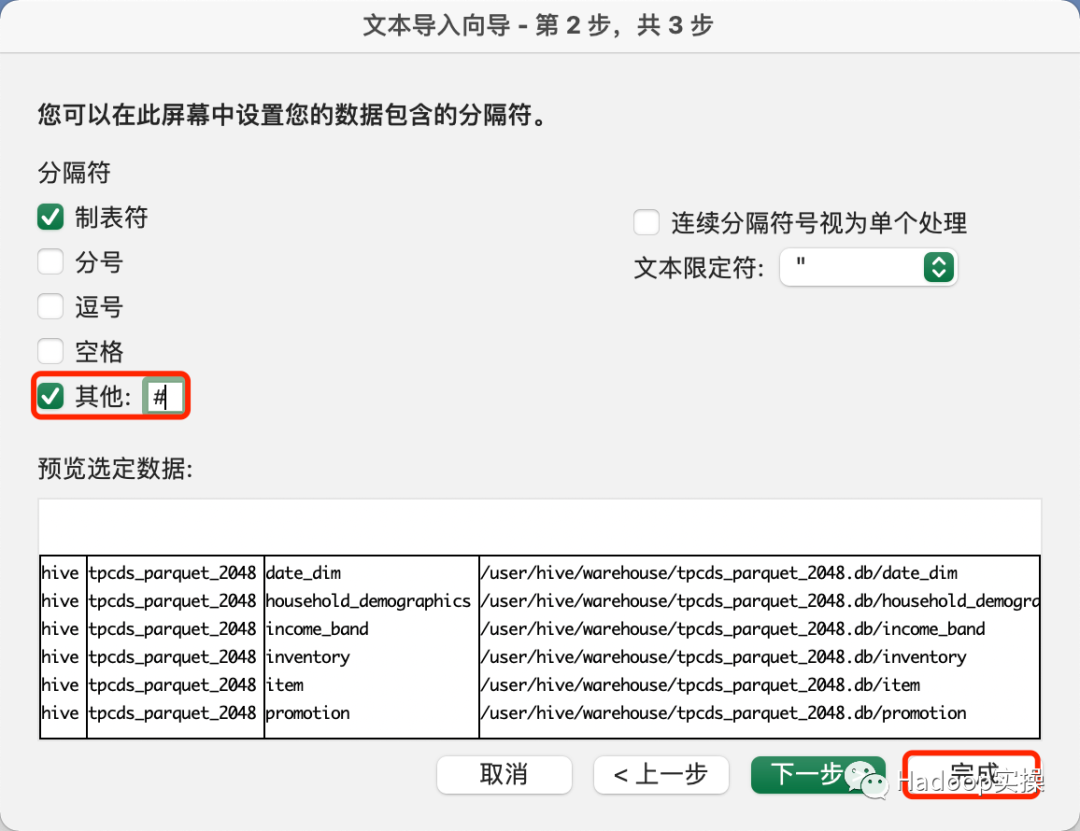 文本导入向导 - 第 2 步，共 3 步
您可以在此屏幕中设置您的数据包含的分隔符。
分隔符
制表符
分号
逗号
空格
其他: #
连续分隔符号视为单个处理
文本限定符: "
预览选定数据:
hive tpcds_parquet_2048 date_dim /user/hive/warehouse/tpcds_parquet_2048.db/date_dim
hive tpcds_parquet_2048 household_demographics /user/hive/warehouse/tpcds_parquet_2048.db/household_demogra
hive tpcds_parquet_2048 income_band /user/hive/warehouse/tpcds_parquet_2048.db/income_band
hive tpcds_parquet_2048 inventory /user/hive/warehouse/tpcds_parquet_2048.db/inventory
hive tpcds_parquet_2048 item /user/hive/warehouse/tpcds_parquet_2048.db/item
hive tpcds_parquet_2048 promotion /user/hive/warehouse/tpcds_parquet_2048.db/promotion
取消 < 上一步 下一步 完成
Hadoop实操